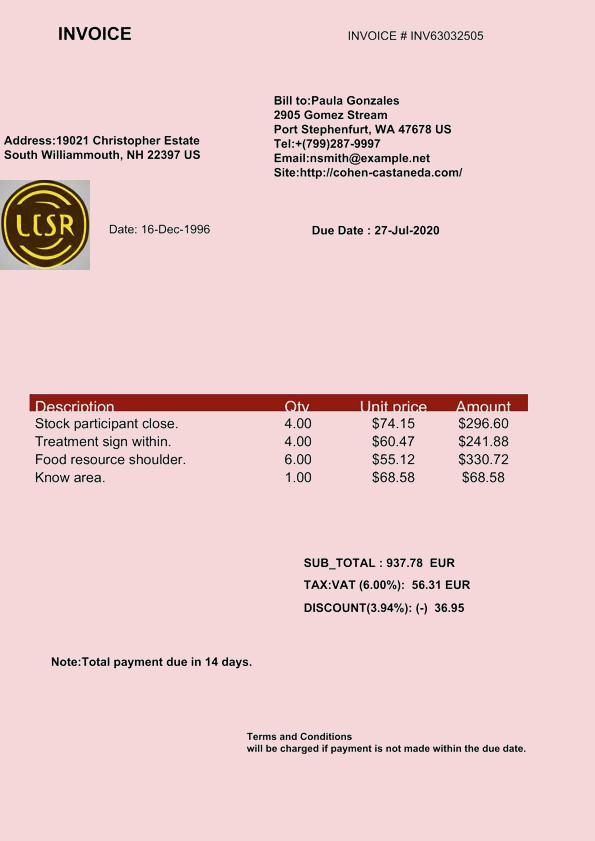 INVOICE
INVOICE # INV63032505
Bill to:Paula Gonzales
2905 Gomez Stream
Port Stephenfurt, WA 47678 US
Tel:+(799)287-9997
Email:nsmith@example.net
Site:http://cohen-castaneda.com/
Address:19021 Christopher Estate
South Williammouth, NH 22397 US
LCSR
Date: 16-Dec-1996
Due Date : 27-Jul-2020
Description Qty Unit price Amount
Stock participant close. 4.00 $74.15 $296.60
Treatment sign within. 4.00 $60.47 $241.88
Food resource shoulder. 6.00 $55.12 $330.72
Know area. 1.00 $68.58 $68.58
SUB_TOTAL : 937.78 EUR
TAX:VAT (6.00%): 56.31 EUR
DISCOUNT(3.94%): (-) 36.95
Note:Total payment due in 14 days.
Terms and Conditions
will be charged if payment is not made within the due date.